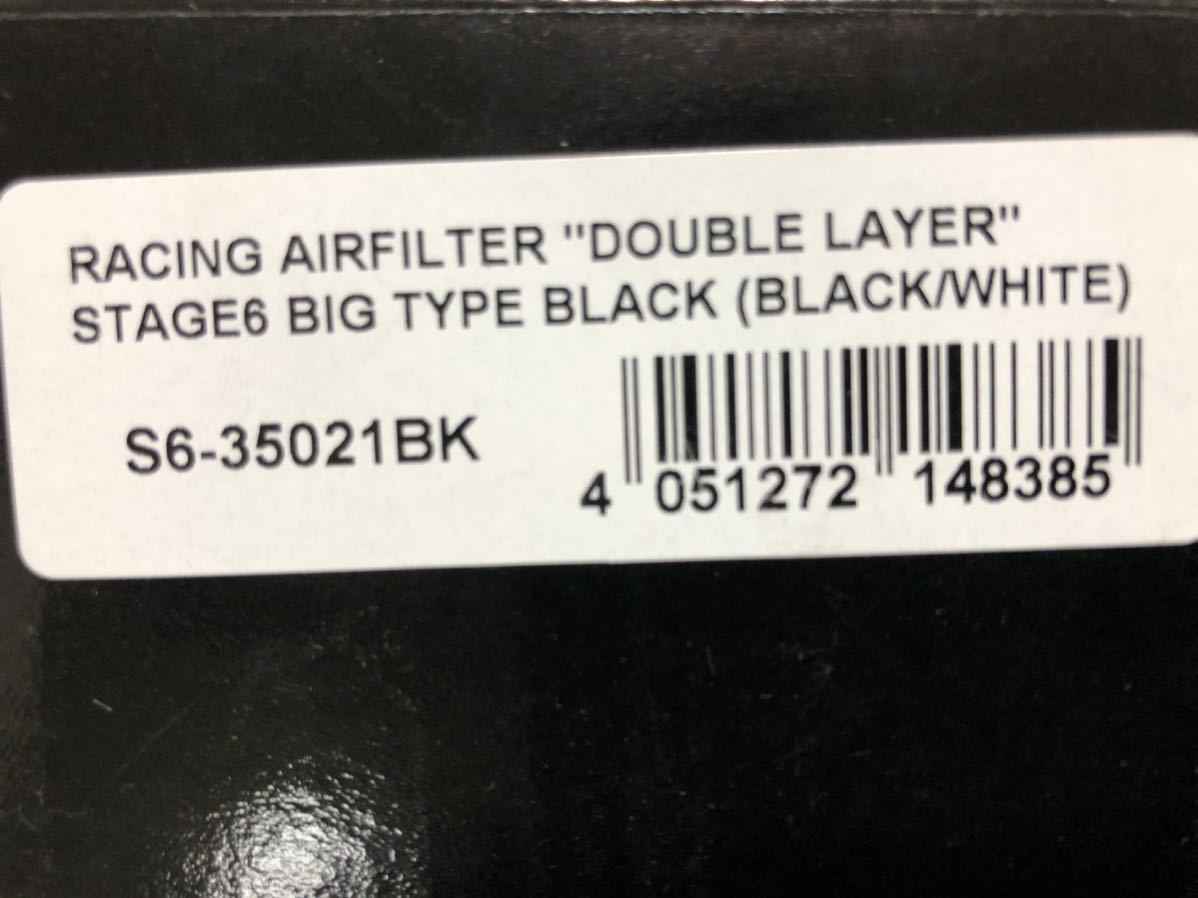 RACING AIRFILTER "DOUBLE LAYER"
STAGE6 BIG TYPE BLACK (BLACK/WHITE)
S6-35021BK
4 051272 148385